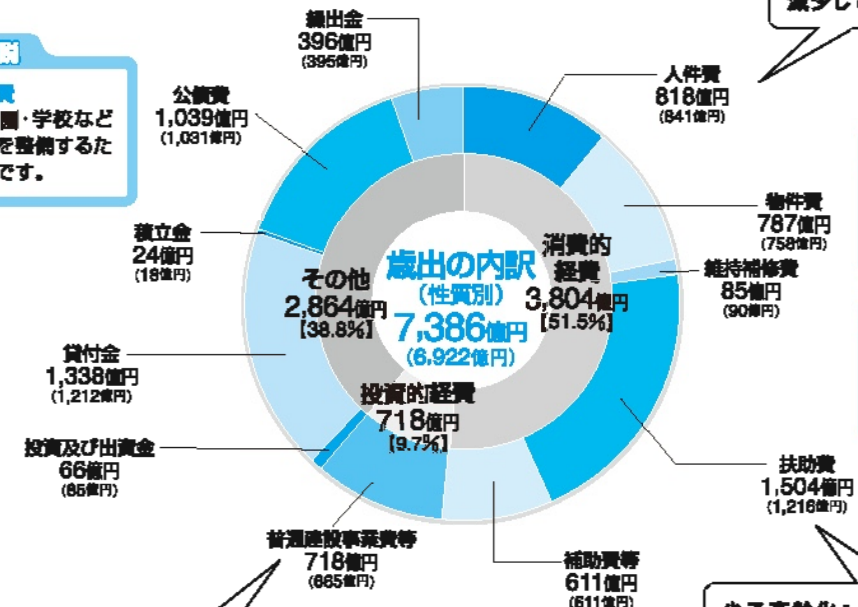 減少し
費
・学校など
を整備するた
です。
繰出金
396億円
(395億円)
人件費
818億円
(841億円)
公債費
1,039億円
(1,031億円)
物件費
787億円
(758億円)
維持補修費
85億円
(90億円)
積立金
24億円
(18億円)
その他
2,864億円
【38.8%】
歳出の内訳
(性質別)
7,386億円
(6,922億円)
消費的
経費
3,804億円
【51.5%】
貸付金
1,338億円
(1,212億円)
投資的経費
718億円
【9.7%】
投資及び出資金
66億円
(85億円)
扶助費
1,504億円
(1,216億円)
普通建設事業費等
718億円
(665億円)
補助費等
611億円
(611億円)